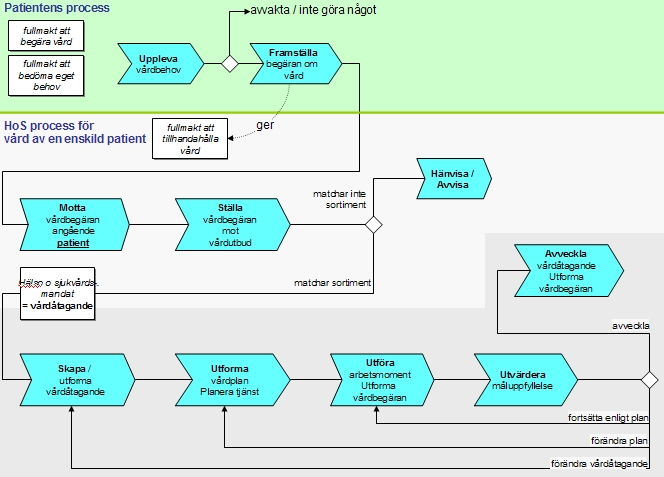 Patientens process
avvakta / inte göra något
fullmakt att
begära vård
fullmakt att
bedöma eget
behov
Uppleva
vårdbehov
Framställa
begäran om
vård
HoS process för
vård av en enskild patient
fullmakt att
tillhandahålla
vård
ger
Hänvisa /
Avvisa
matchar inte
sortiment
Motta
vårdbegäran
angående
patient
Ställa
vårdbegäran
mot
vårdutbud
Avveckla
vårdåtagande
Utforma
vårdbegäran
Hälso o sjukvårds-
mandat
= vårdåtagande
matchar sortiment
avveckla
Skapa /
utforma
vårdåtagande
Utforma
vårdplan
Planera tjänst
Utföra
arbetsmoment
Utforma
vårdbegäran
Utvärdera
måluppfyllelse
fortsätta enligt plan
förändra plan
förändra vårdåtagande